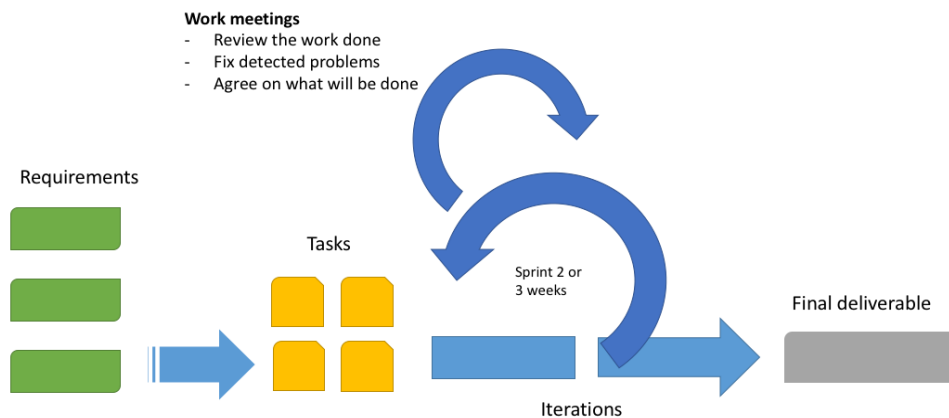 Work meetings
- Review the work done
- Fix detected problems
- Agree on what will be done
Requirements
Tasks
Sprint 2 or
3 weeks
Final deliverable
Iterations